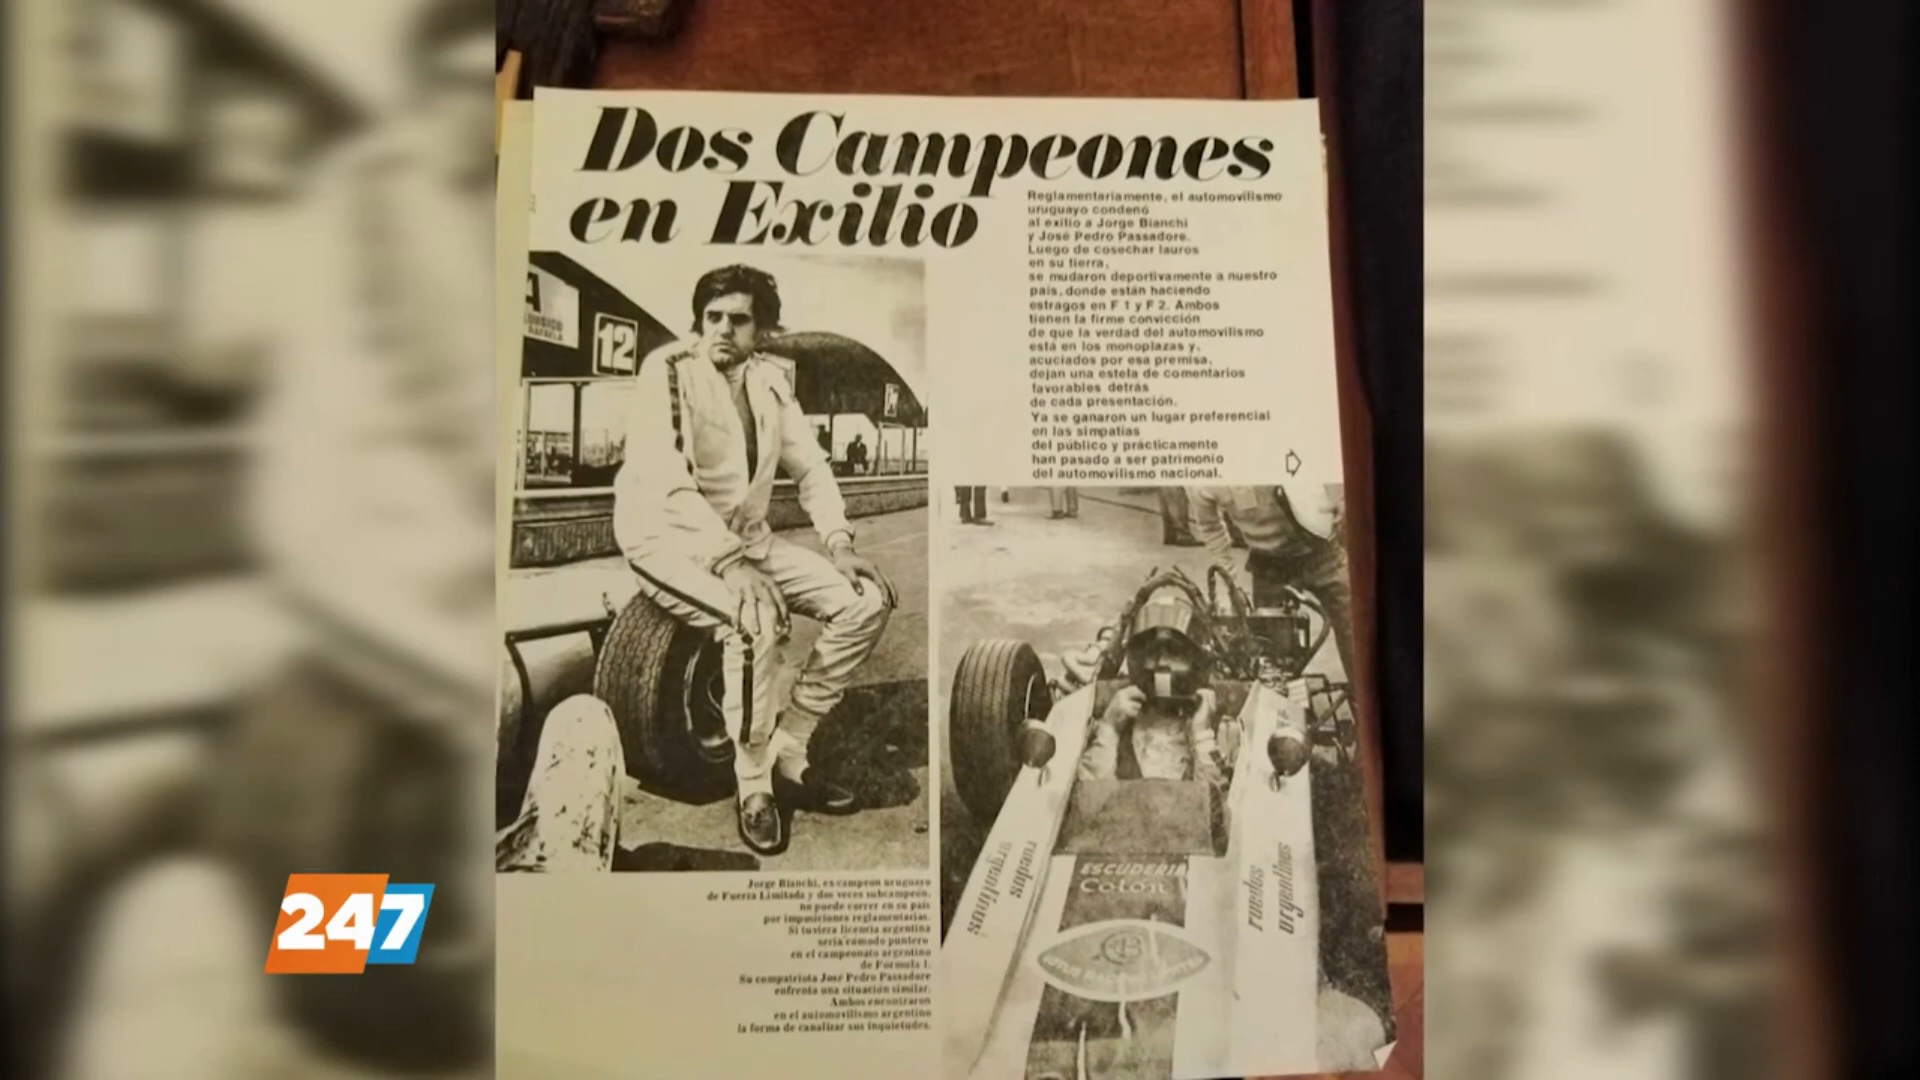 Dos Campeones
en Exilio
Reglamentariamente, el automovilismo
uruguayo condenó
al exilio a Jorge Bianchi
y José Pedro Passadore.
Luego de cosechar lauros
en su tierra,
se mudaron deportivamente a nuestro
país, donde están haciendo
estragos en F 1 y F 2. Ambos
tienen la firme convicción
de que la verdad del automovilismo
está en los monoplazas y,
acuciados por esa premisa,
dejan una estela de comentarios
favorables detrás
de cada presentación.
Ya se ganaron un lugar preferencial
en las simpatías
del público y prácticamente
han pasado a ser patrimonio
del automovilismo nacional.
A
12
Jorge Bianchi, ex campeón uruguayo
de Fuerza Limitada y dos veces subcampeón,
no puede correr en su país
por imposiciones reglamentarias.
Si tuviera licencia argentina
sería cómodo puntero
en el campeonato argentino
de Fórmula 1.
Su compatriota José Pedro Passadore
enfrenta una situación similar.
Ambos encontraron
en el automovilismo argentino
la forma de canalizar sus inquietudes.
ruedos
argentinos
ESCUDERIA
Colon
ruedos
argentinos
247